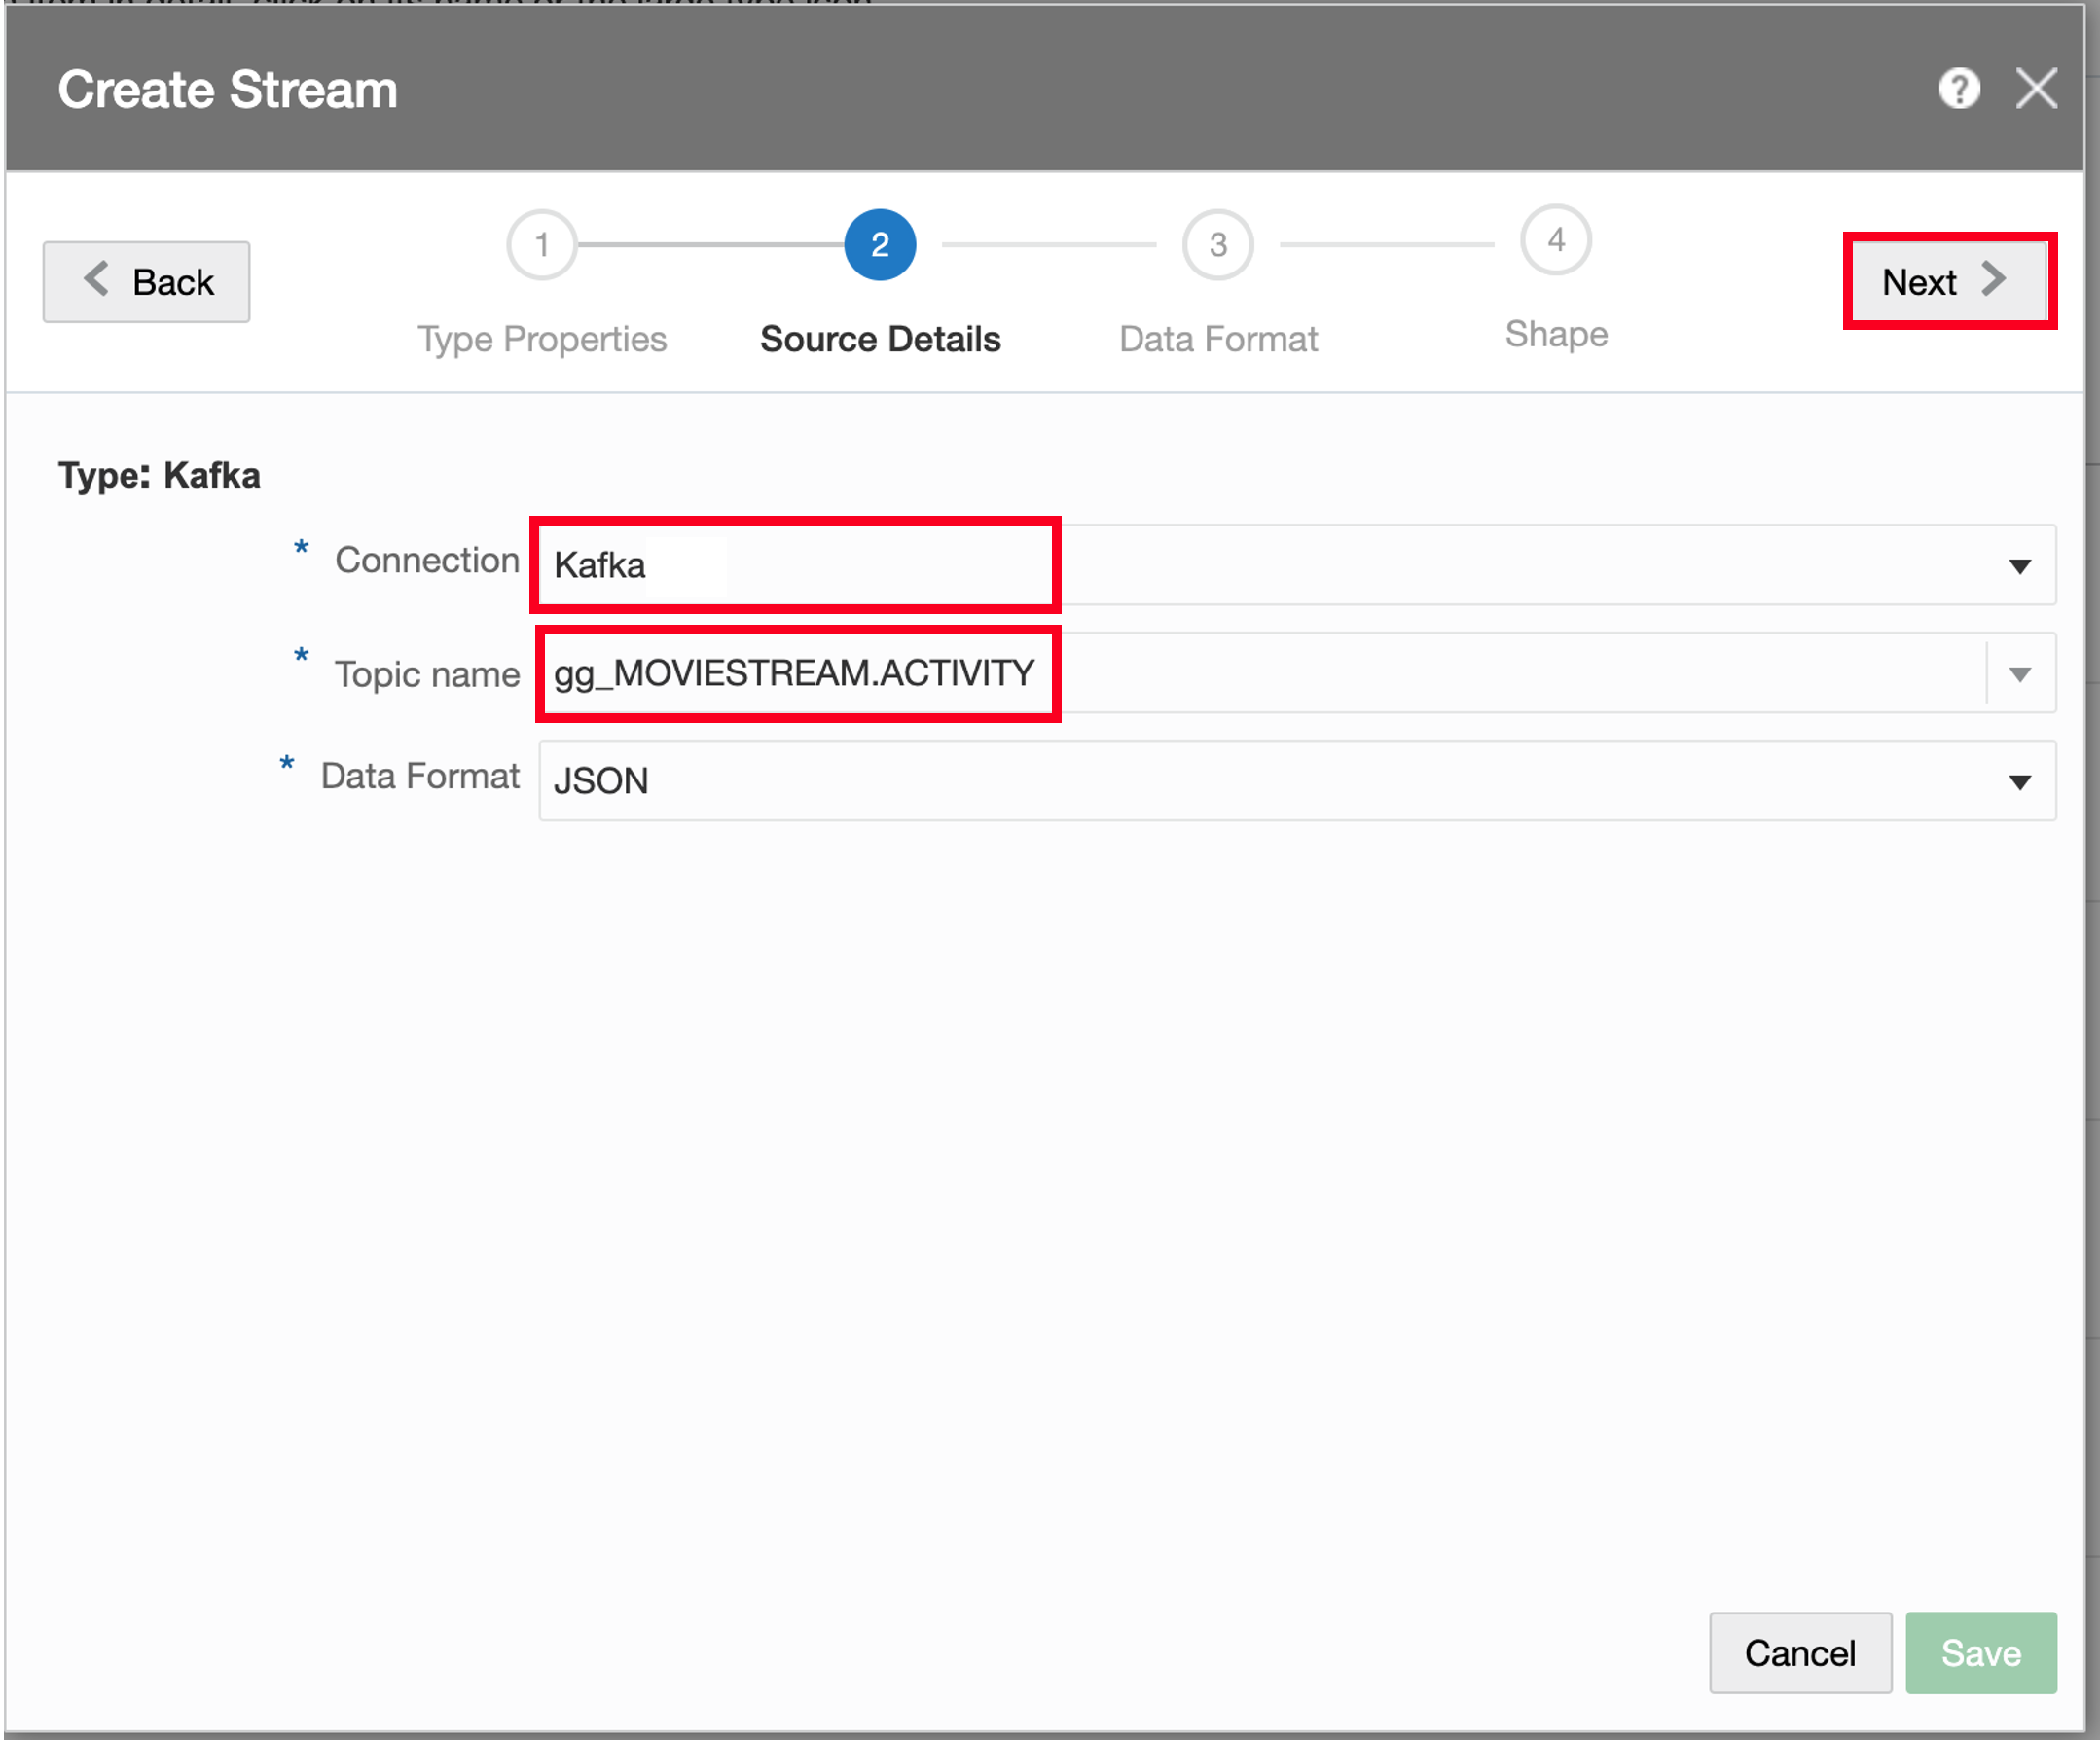 Create Stream
?
Back
1
2
3
4
Next
Type Properties
Source Details
Data Format
Shape
Type: Kafka
* Connection Kafka
* Topic name gg_MOVIESTREAM.ACTIVITY
* Data Format JSON
Cancel
Save